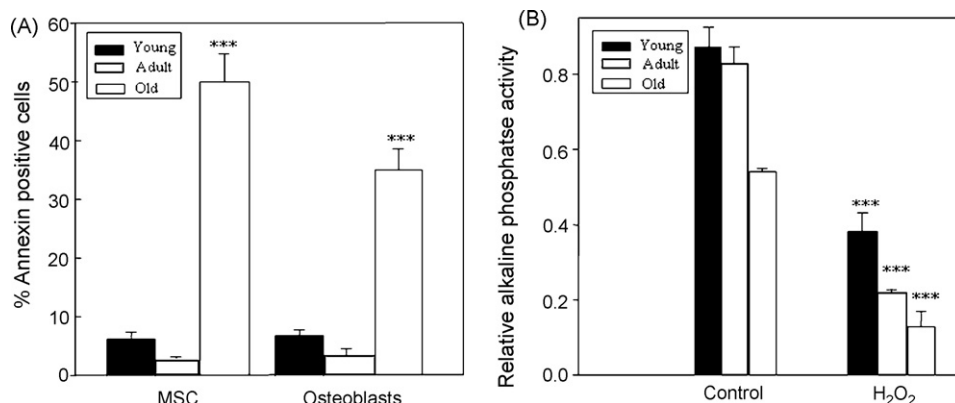 (A)
% Annexin positive cells
60
50
40
30
20
10
0
Young
Adult
Old
***
***
MSC Osteoblasts
(B)
Relative alkaline phosphatse activity
0.8
0.6
0.4
0.2
0.0
Young
Adult
Old
***
***
***
Control H₂O₂